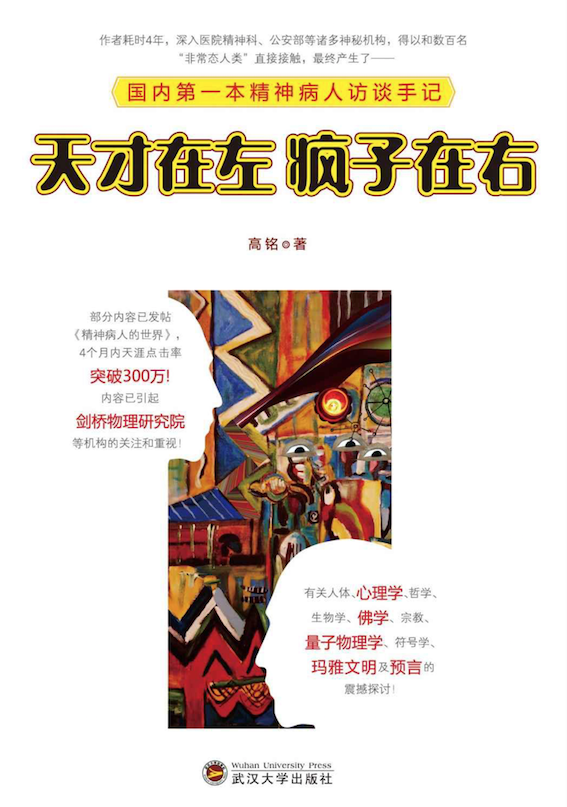 作者耗时4年，深入医院精神科、公安部等诸多神秘机构，得以和数百名
“非常态人类”直接接触，最终产生了——
国内第一本精神病人访谈手记
天才在左 疯子在右
高铭◎著
部分内容已发帖
《精神病人的世界》，
4个月内天涯点击率
突破300万!
内容已引起
剑桥物理研究院
等机构的关注和重视!
有关人体、心理学、哲学、
生物学、佛学、宗教、
量子物理学、符号学、
玛雅文明及预言的
震撼探讨!
Wuhan University Press
武汉大学出版社